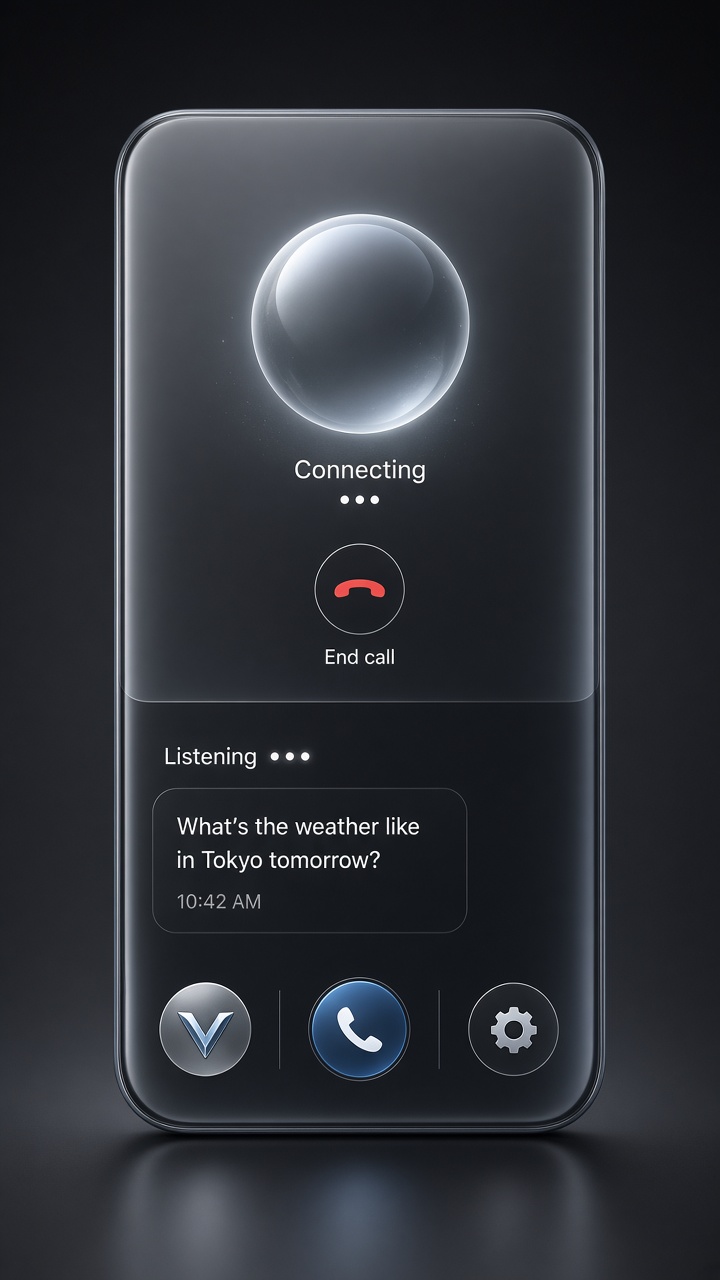 Connecting
End call
Listening
What's the weather like
in Tokyo tomorrow?
10:42 AM